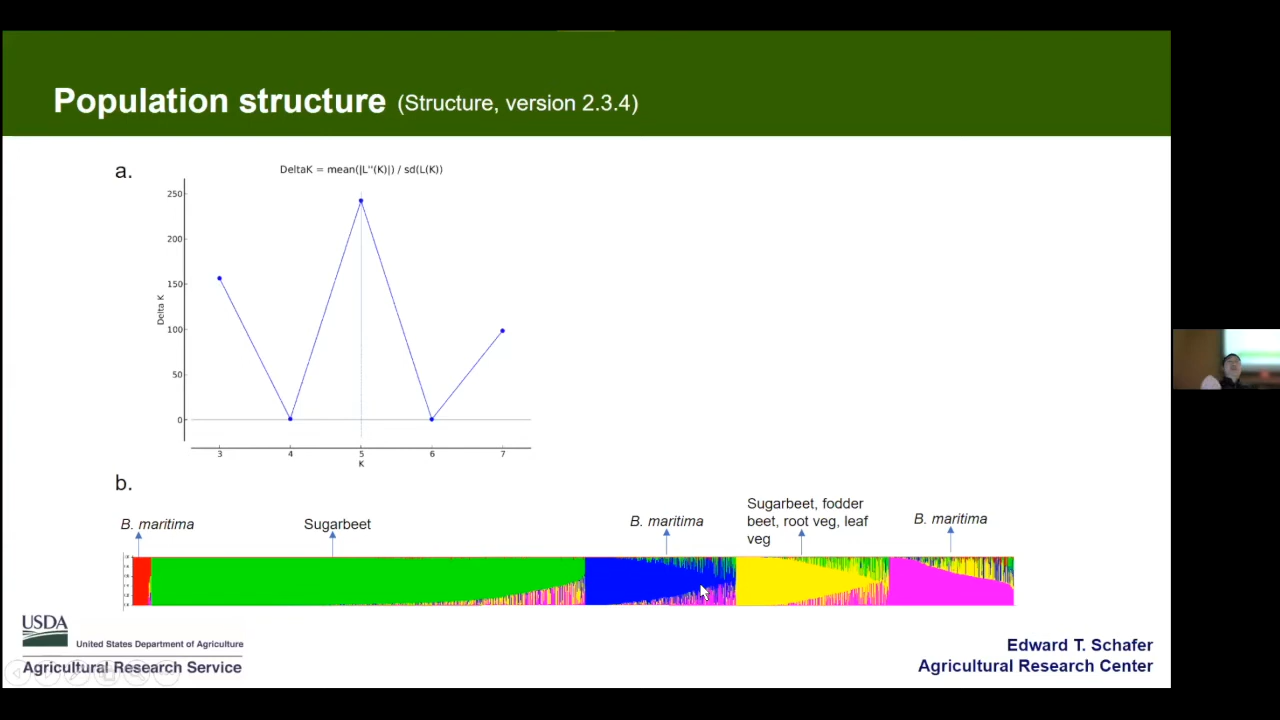 Population structure (Structure, version 2.3.4)
a.
DeltaK = mean(|L''(K)|) / sd(L(K))
250
200
150
100
50
0
Delta K
3 4 5 6 7
K
b.
B. maritima
Sugarbeet
B. maritima
Sugarbeet, fodder
beet, root veg, leaf
veg
B. maritima
USDA
United States Department of Agriculture
Agricultural Research Service
Edward T. Schafer
Agricultural Research Center